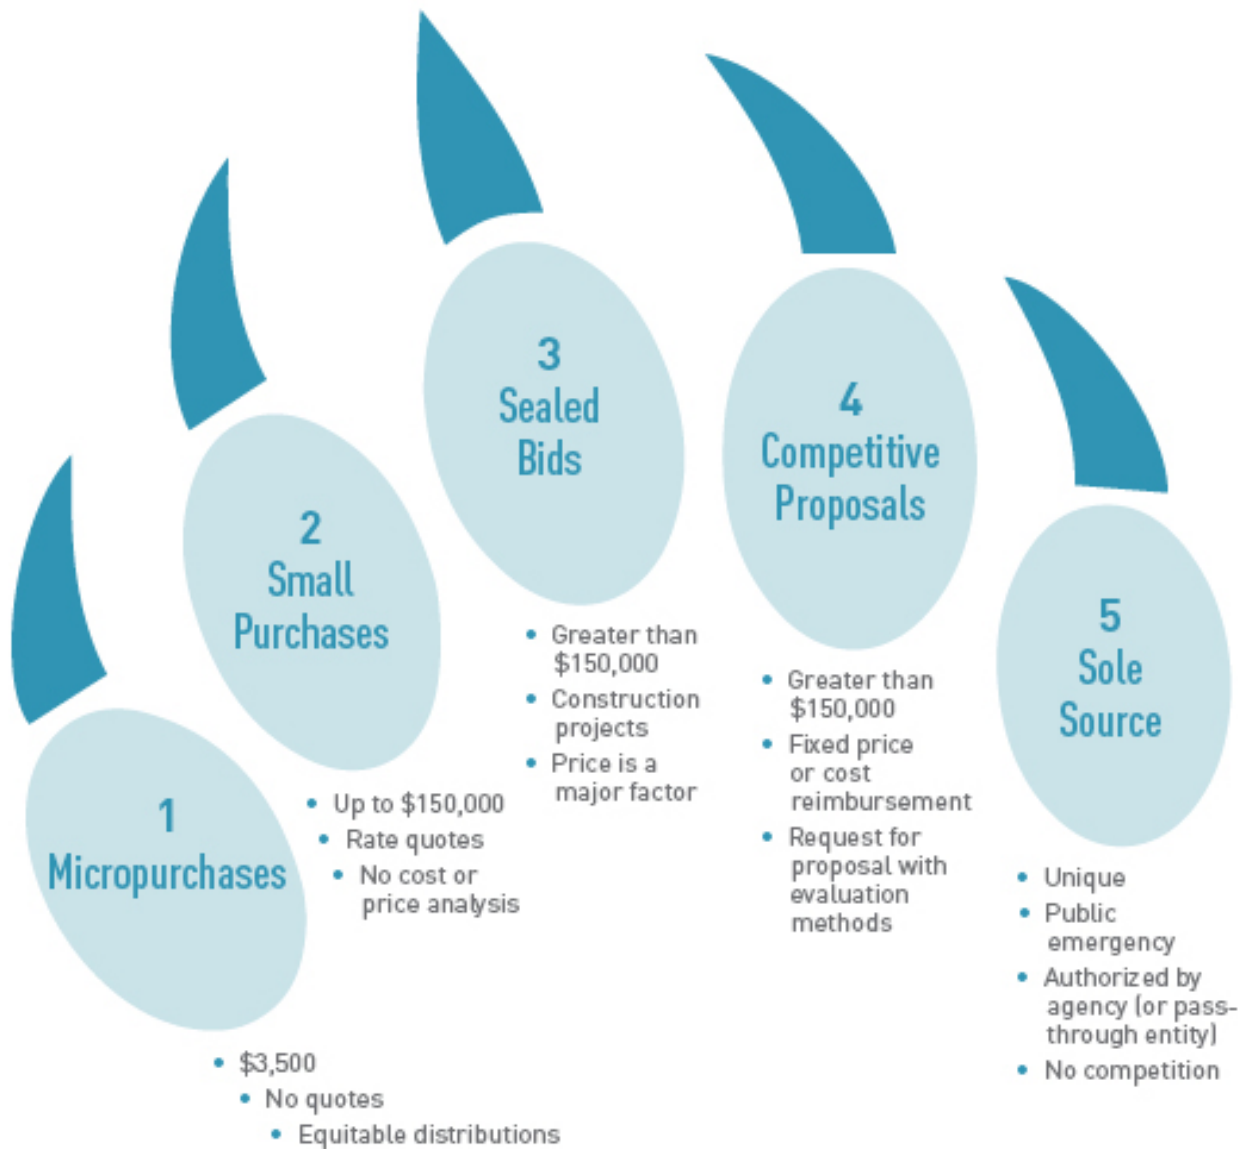 1
Micropurchases
• $3,500
• No quotes
• Equitable distributions
2
Small
Purchases
• Up to $150,000
• Rate quotes
• No cost or
price analysis
3
Sealed
Bids
• Greater than
$150,000
• Construction
projects
• Price is a
major factor
4
Competitive
Proposals
• Greater than
$150,000
• Fixed price
or cost
reimbursement
• Request for
proposal with
evaluation
methods
5
Sole
Source
• Unique
• Public
emergency
• Authorized by
agency (or pass-
through entity)
• No competition